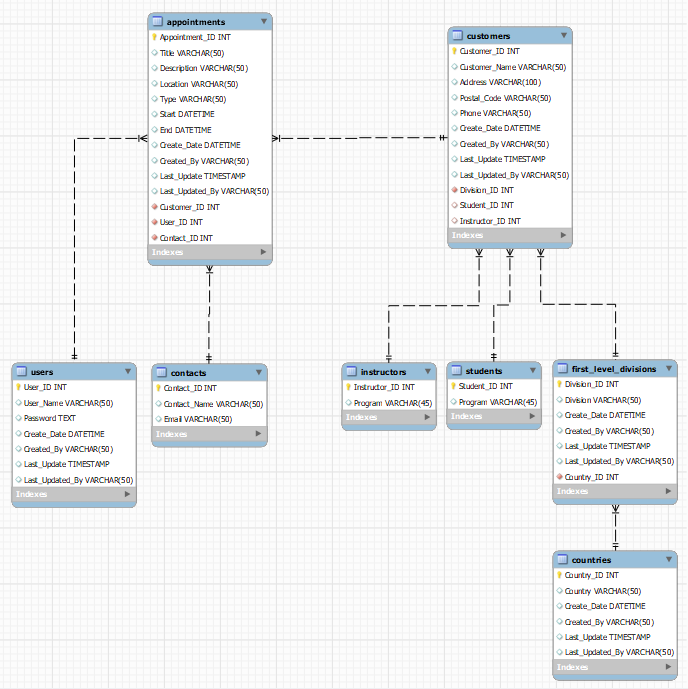 appointments
Appointment_ID INT
Title VARCHAR(50)
Description VARCHAR(50)
Location VARCHAR(50)
Type VARCHAR(50)
Start DATETIME
End DATETIME
Create_Date DATETIME
Created_By VARCHAR(50)
Last_Update TIMESTAMP
Last_Updated_By VARCHAR(50)
Customer_ID INT
User_ID INT
Contact_ID INT
Indexes
customers
Customer_ID INT
Customer_Name VARCHAR(50)
Address VARCHAR(100)
Postal_Code VARCHAR(50)
Phone VARCHAR(50)
Create_Date DATETIME
Created_By VARCHAR(50)
Last_Update TIMESTAMP
Last_Updated_By VARCHAR(50)
Division_ID INT
Student_ID INT
Instructor_ID INT
Indexes
users
User_ID INT
User_Name VARCHAR(50)
Password TEXT
Create_Date DATETIME
Created_By VARCHAR(50)
Last_Update TIMESTAMP
Last_Updated_By VARCHAR(50)
Indexes
contacts
Contact_ID INT
Contact_Name VARCHAR(50)
Email VARCHAR(50)
Indexes
instructors
Instructor_ID INT
Program VARCHAR(45)
Indexes
students
Student_ID INT
Program VARCHAR(45)
Indexes
first_level_divisions
Division_ID INT
Division VARCHAR(50)
Create_Date DATETIME
Created_By VARCHAR(50)
Last_Update TIMESTAMP
Last_Updated_By VARCHAR(50)
Country_ID INT
Indexes
countries
Country_ID INT
Country VARCHAR(50)
Create_Date DATETIME
Created_By VARCHAR(50)
Last_Update TIMESTAMP
Last_Updated_By VARCHAR(50)
Indexes